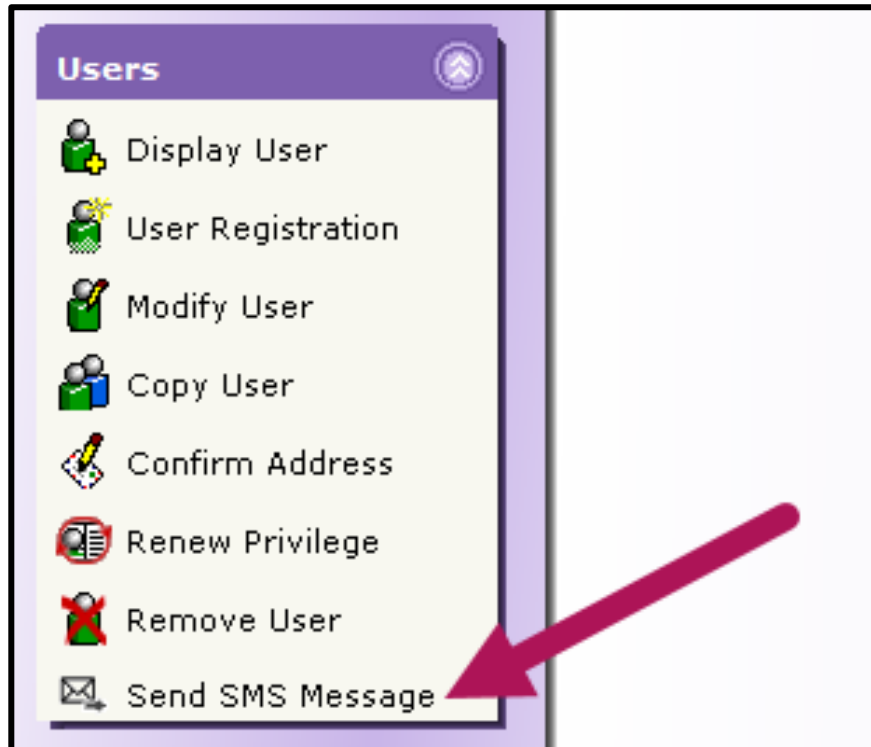 Users
Display User
User Registration
Modify User
Copy User
Confirm Address
Renew Privilege
Remove User
Send SMS Message